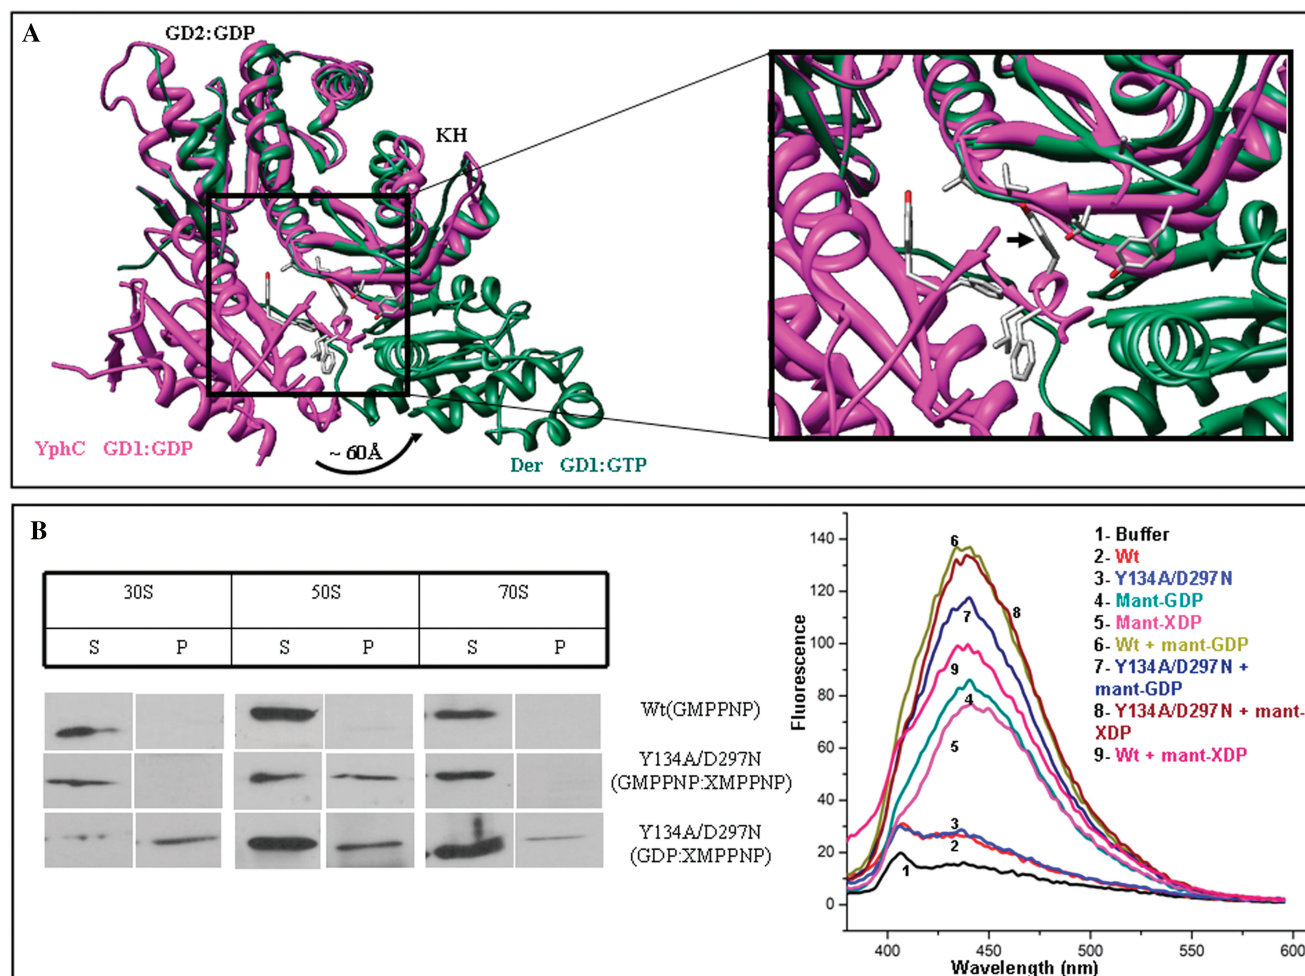 A
GD2:GDP
KH
YphC GD1:GDP
~ 60Å
Der GD1:GTP
B
30S 50S 70S
S P S P S P
Wt(GMPPNP)
Y134A/D297N
(GMPPNP:XMPPNP)
Y134A/D297N
(GDP:XMPPNP)
Fluorescence
140
120
100
80
60
40
20
0
6
8
7
9
4
5
3
2
1
1- Buffer
2- Wt
3- Y134A/D297N
4- Mant-GDP
5- Mant-XDP
6- Wt + mant-GDP
7- Y134A/D297N +
mant-GDP
8- Y134A/D297N + mant-
XDP
9- Wt + mant-XDP
400 450 500 550 600
Wavelength (nm)